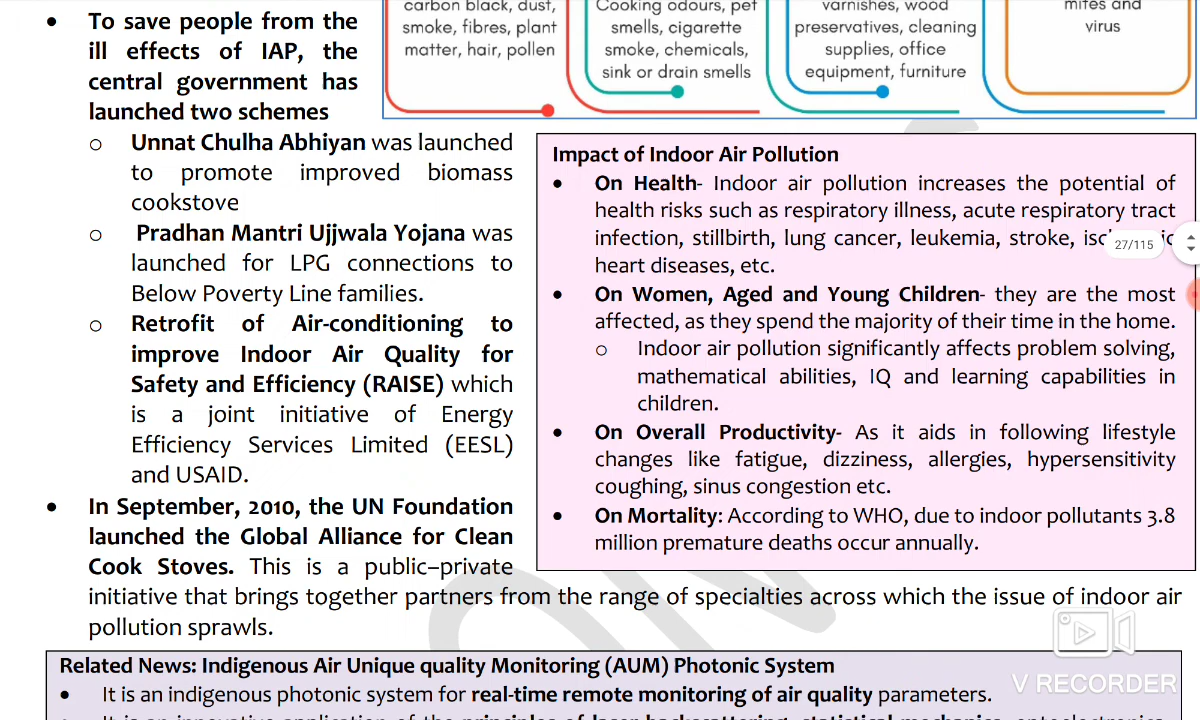 • To save people from the
ill effects of IAP, the
central government has
launched two schemes
carbon black, dust,
smoke, fibres, plant
matter, hair, pollen
Cooking odours, pet
smells, cigarette
smoke, chemicals,
sink or drain smells
varnishes, wood
preservatives, cleaning
supplies, office
equipment, furniture
mites and
virus
o Unnat Chulha Abhiyan was launched
to promote improved biomass
cookstove
o Pradhan Mantri Ujjwala Yojana was
launched for LPG connections to
Below Poverty Line families.
o Retrofit of Air-conditioning to
improve Indoor Air Quality for
Safety and Efficiency (RAISE) which
is a joint initiative of Energy
Efficiency Services Limited (EESL)
and USAID.
• In September, 2010, the UN Foundation
launched the Global Alliance for Clean
Cook Stoves. This is a public–private
initiative that brings together partners from the range of specialties across which the issue of indoor air
pollution sprawls.
Impact of Indoor Air Pollution
• On Health- Indoor air pollution increases the potential of
health risks such as respiratory illness, acute respiratory tract
infection, stillbirth, lung cancer, leukemia, stroke,
27/115
heart diseases, etc.
• On Women, Aged and Young Children- they are the most
affected, as they spend the majority of their time in the home.
o Indoor air pollution significantly affects problem solving,
mathematical abilities, IQ and learning capabilities in
children.
• On Overall Productivity- As it aids in following lifestyle
changes like fatigue, dizziness, allergies, hypersensitivity
coughing, sinus congestion etc.
• On Mortality: According to WHO, due to indoor pollutants 3.8
million premature deaths occur annually.
Related News: Indigenous Air Unique quality Monitoring (AUM) Photonic System
• It is an indigenous photonic system for real-time remote monitoring of air quality parameters.
V RECORDER